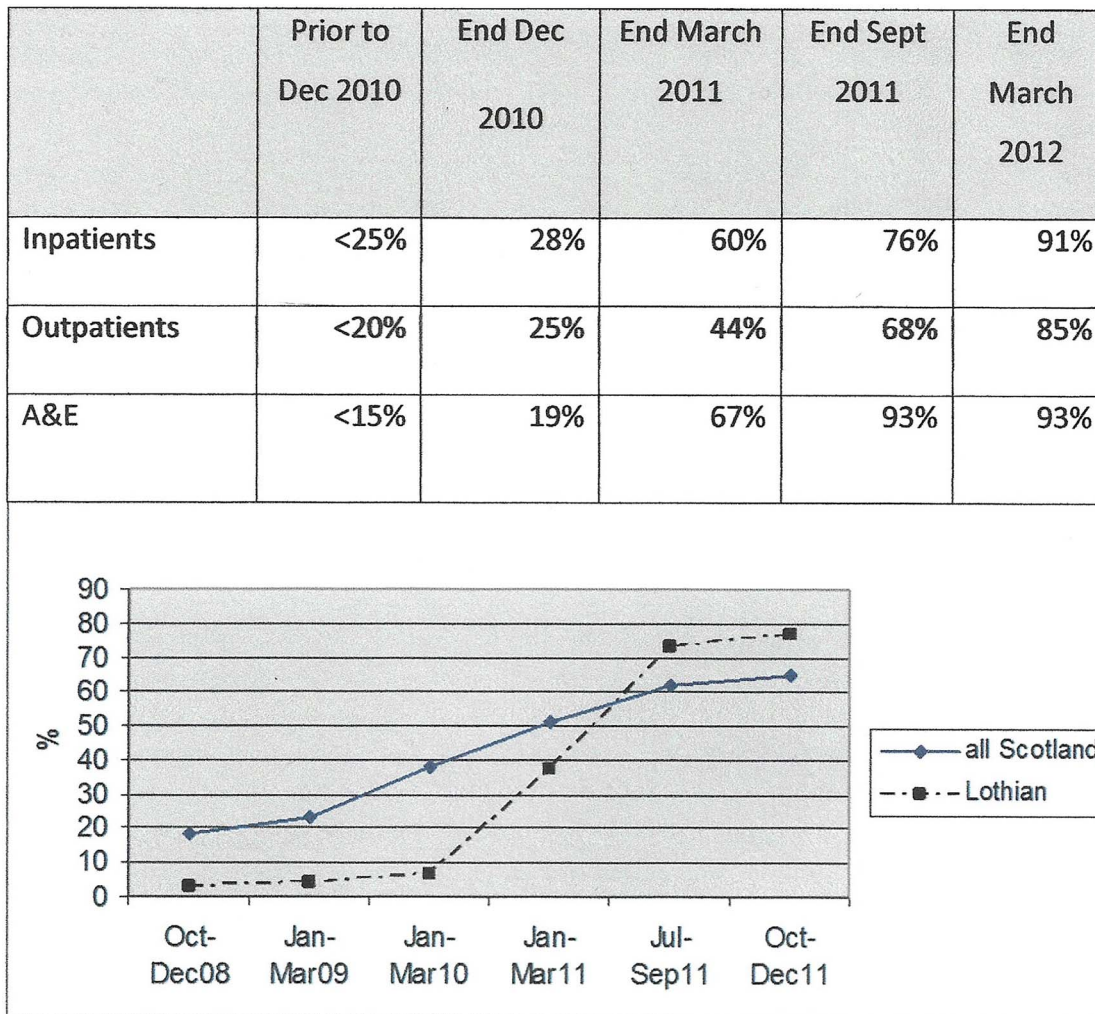 Prior to Dec 2010 End Dec 2010 End March 2011 End Sept 2011 End March 2012
Inpatients <25% 28% 60% 76% 91%
Outpatients <20% 25% 44% 68% 85%
A&E <15% 19% 67% 93% 93%
90
80
70
60
50
40
30
20
10
0
%
Oct-Dec08 Jan-Mar09 Jan-Mar10 Jan-Mar11 Jul-Sep11 Oct-Dec11
all Scotland
Lothian